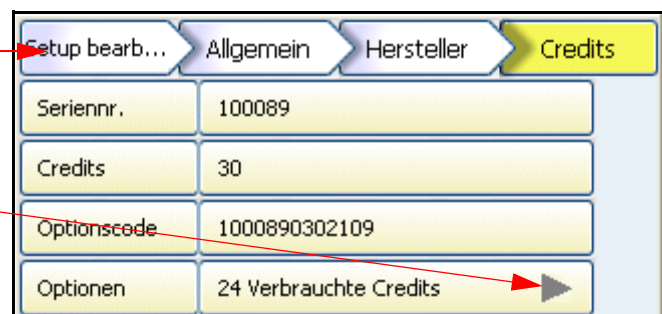 Setup bearb... Allgemein Hersteller Credits
Seriennr. 100089
Credits 30
Optionscode 1000890302109
Optionen 24 Verbrauchte Credits